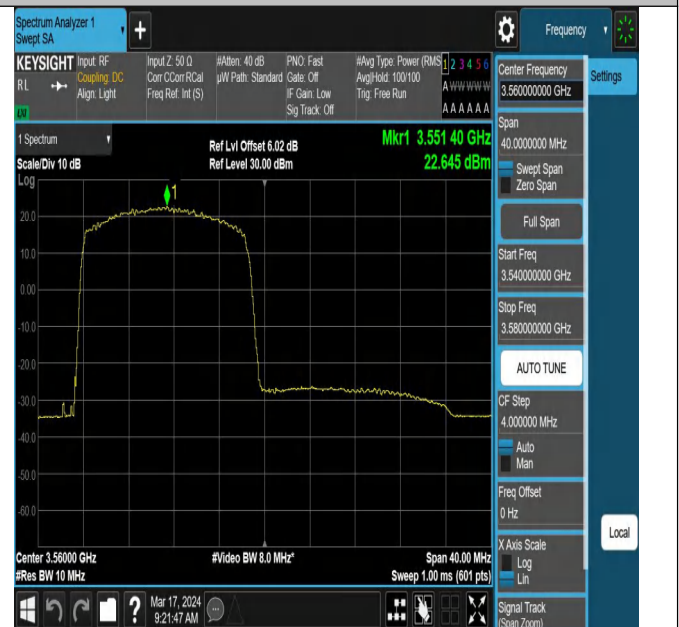 Spectrum Analyzer 1
Swept SA
+
Frequency
KEYSIGHT
RL
LXI
Input: RF
Coupling: DC
Align: Light
Input Z: 50 Ω
Corr CCorr RCal
Freq Ref: Int (S)
#Atten: 40 dB
µW Path: Standard
PNO: Fast
Gate: Off
IF Gain: Low
Sig Track: Off
#Avg Type: Power (RMS
Avg|Hold: 100/100
Trig: Free Run
1 2 3 4 5 6
A W W W W W
A A A A A A
1 Spectrum
Scale/Div 10 dB
Log
Ref Lvl Offset 6.02 dB
Ref Level 30.00 dBm
Mkr1 3.551 40 GHz
22.645 dBm
1
20.0
10.0
0.00
-10.0
-20.0
-30.0
-40.0
-50.0
-60.0
Center 3.56000 GHz
#Res BW 10 MHz
#Video BW 8.0 MHz*
Span 40.00 MHz
Sweep 1.00 ms (601 pts)
Center Frequency
3.560000000 GHz
Settings
Span
40.0000000 MHz
Swept Span
Zero Span
Full Span
Start Freq
3.540000000 GHz
Stop Freq
3.580000000 GHz
AUTO TUNE
CF Step
4.000000 MHz
Auto
Man
Freq Offset
0 Hz
X Axis Scale
Log
Lin
Local
Signal Track
(Span Zoom)
?
Mar 17, 2024
9:21:47 AM